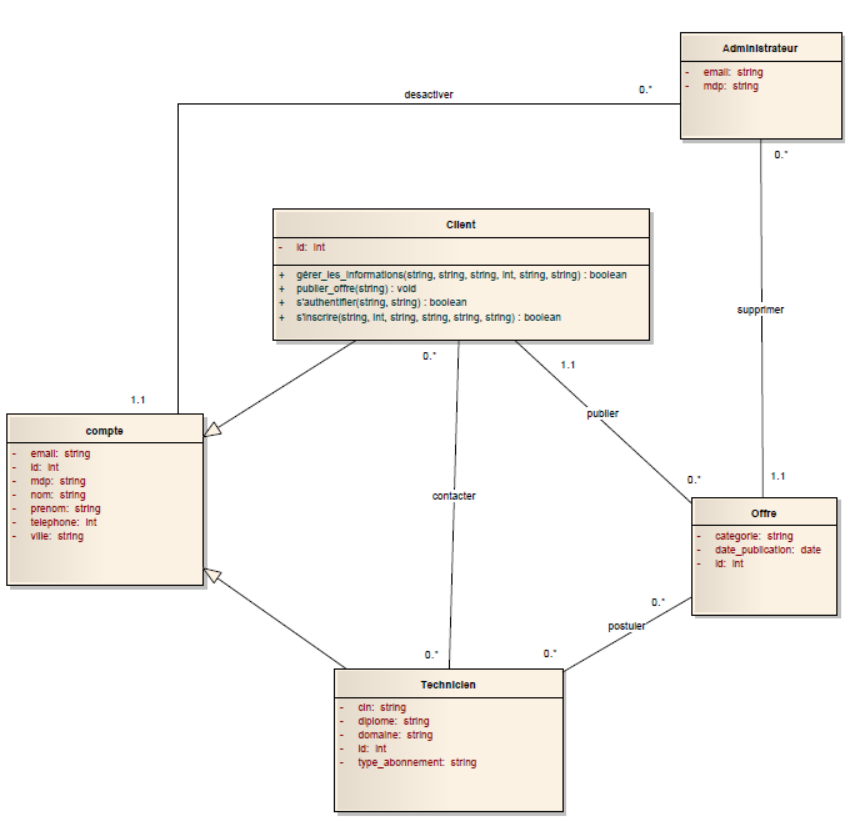 Administrateur
- email: string
- mdp: string
0.*
desactiver
0.*
Client
- id: int
+ gérer_les_informations(string, string, string, int, string, string) : boolean
+ publier_offre(string) : void
+ s'authentifier(string, string) : boolean
+ s'inscrire(string, int, string, string, string, string) : boolean
supprimer
0.*
1.1
1.1
publier
compte
- email: string
- id: int
- mdp: string
- nom: string
- prenom: string
- telephone: int
- ville: string
contacter
0.*
1.1
Offre
- categorie: string
- date_publication: date
- id: int
0.*
postuler
0.*
0.*
Technicien
- cin: string
- diplome: string
- domaine: string
- id: int
- type_abonnement: string